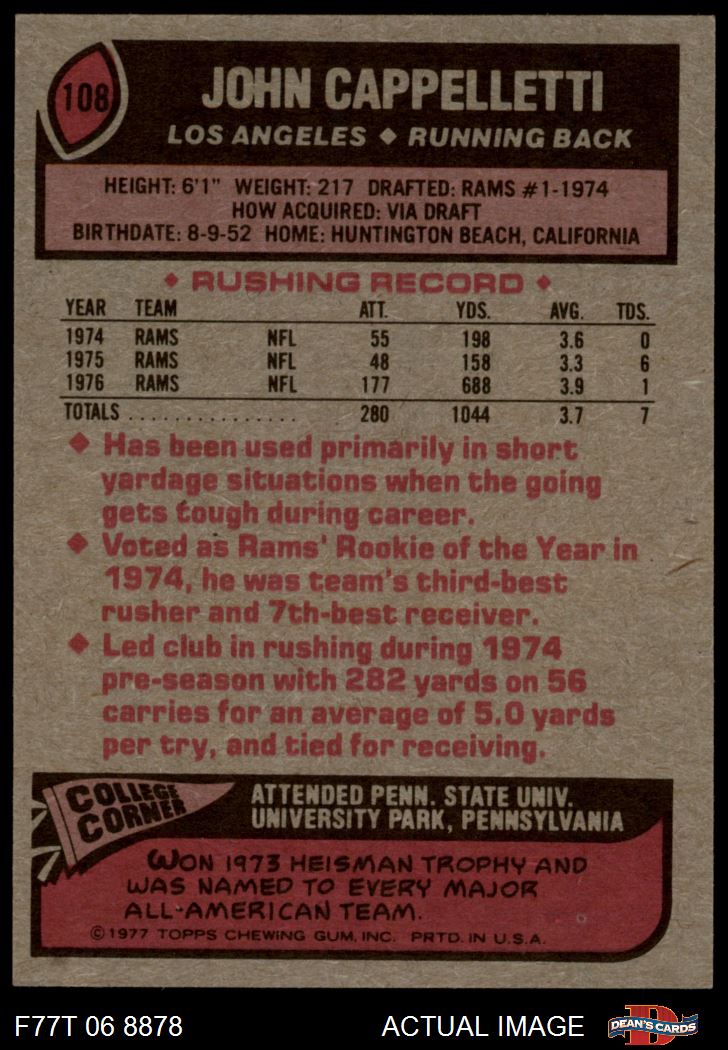 108
JOHN CAPPELLETTI
LOS ANGELES ◆ RUNNING BACK
HEIGHT: 6'1" WEIGHT: 217 DRAFTED: RAMS #1-1974
HOW ACQUIRED: VIA DRAFT
BIRTHDATE: 8-9-52 HOME: HUNTINGTON BEACH, CALIFORNIA
◆ RUSHING RECORD ◆
YEAR TEAM ATT. YDS. AVG. TDS.
1974 RAMS NFL 55 198 3.6 0
1975 RAMS NFL 48 158 3.3 6
1976 RAMS NFL 177 688 3.9 1
TOTALS ................ 280 1044 3.7 7
◆ Has been used primarily in short
yardage situations when the going
gets tough during career.
◆ Voted as Rams' Rookie of the Year in
1974, he was team's third-best
rusher and 7th-best receiver.
◆ Led club in rushing during 1974
pre-season with 282 yards on 56
carries for an average of 5.0 yards
per try, and tied for receiving.
COLLEGE
CORNER
ATTENDED PENN. STATE UNIV.
UNIVERSITY PARK, PENNSYLVANIA
WON 1973 HEISMAN TROPHY AND
WAS NAMED TO EVERY MAJOR
ALL-AMERICAN TEAM.
©1977 TOPPS CHEWING GUM, INC. PRTD. IN U.S.A.
F77T 06 8878
ACTUAL IMAGE
D
DEAN'S CARDS